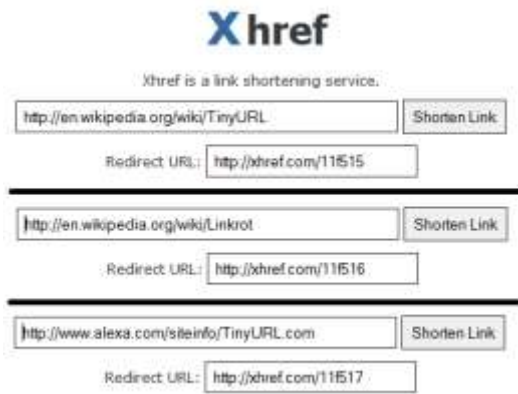 Xhref
Xhref is a link shortening service.
http://en.wikipedia.org/wiki/TinyURL Shorten Link
Redirect URL: http://xhref.com/11f515
http://en.wikipedia.org/wiki/Linkrot Shorten Link
Redirect URL: http://xhref.com/11f516
http://www.alexa.com/siteinfo/TinyURL.com Shorten Link
Redirect URL: http://xhref.com/11f517